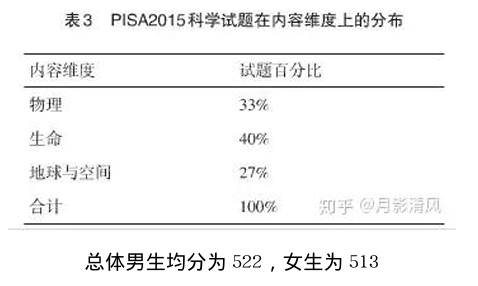 表3 PISA2015科学试题在内容维度上的分布
内容维度 试题百分比
物理 33%
生命 40%
地球与空间 27%
合计 100%
知乎 @月影清风
总体男生均分为 522，女生为 513